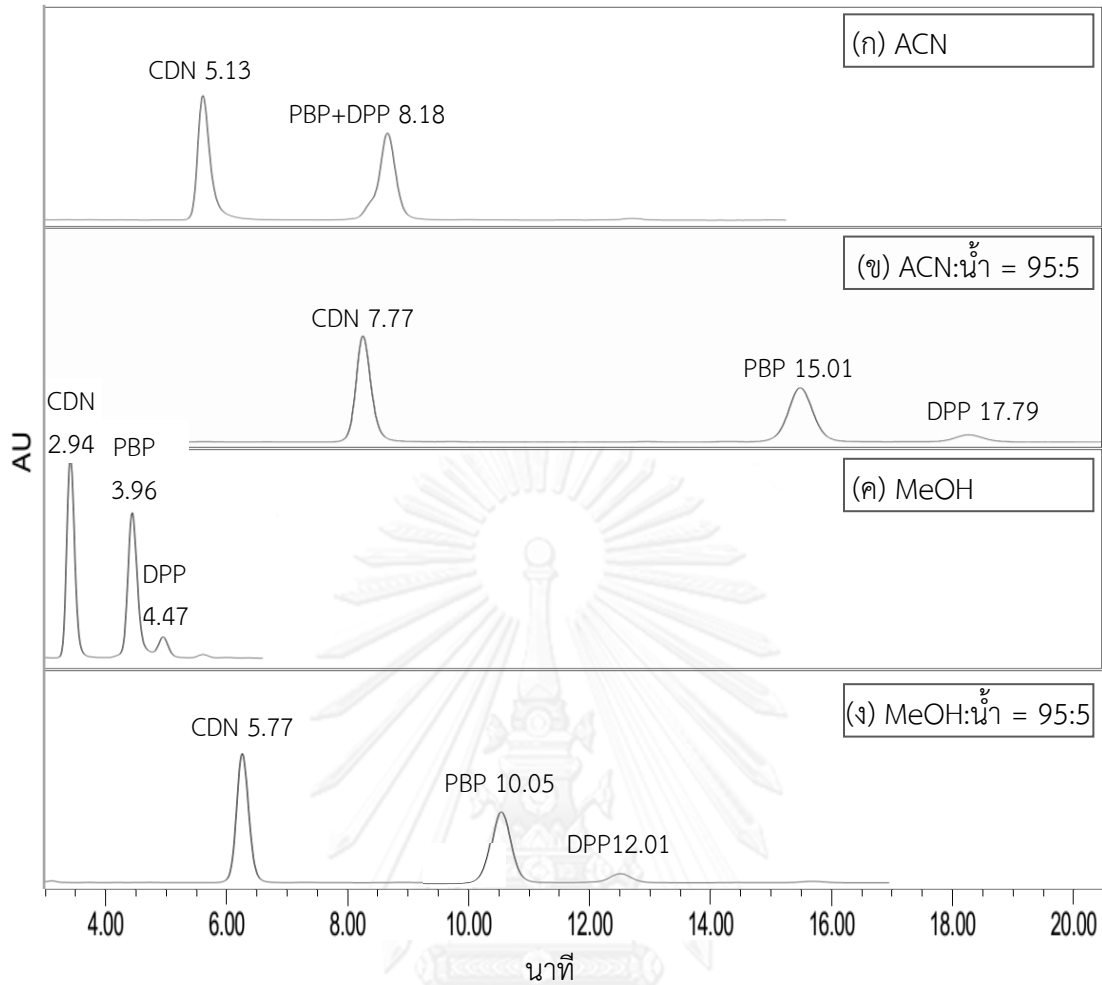 (ก) ACN
CDN 5.13
PBP+DPP 8.18
(ข) ACN:น้ำ = 95:5
CDN 7.77
PBP 15.01
DPP 17.79
(ค) MeOH
CDN
2.94
PBP
3.96
DPP
4.47
(ง) MeOH:น้ำ = 95:5
CDN 5.77
PBP 10.05
DPP12.01
AU
4.00 6.00 8.00 10.00 12.00 14.00 16.00 18.00 20.00
นาที